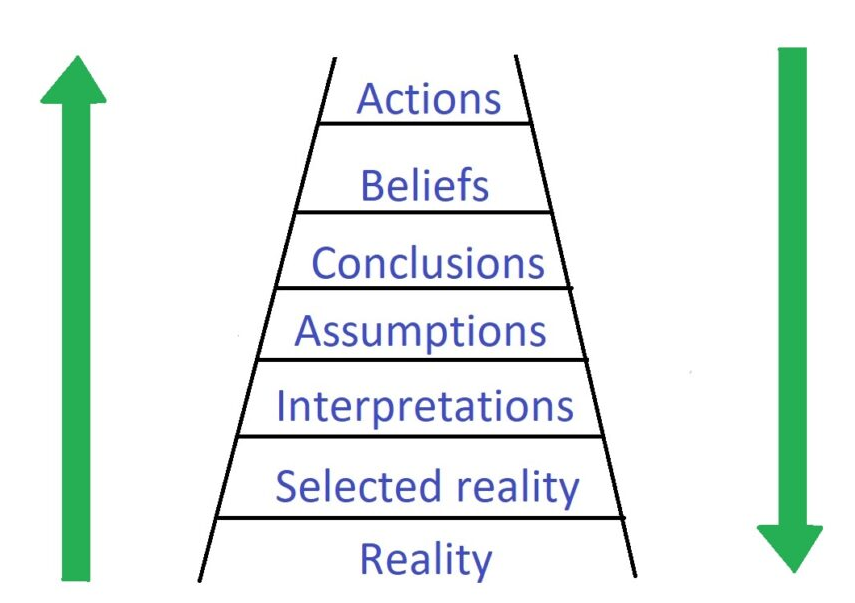 Actions
Beliefs
Conclusions
Assumptions
Interpretations
Selected reality
Reality